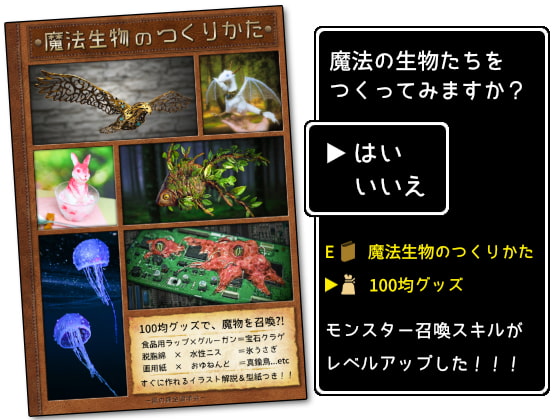 魔法生物のつくりかた
100均グッズで、魔物を召喚?!
食品用ラップ×グルーガン=宝石クラゲ
脱脂綿 × 水性ニス =氷うさぎ
画用紙 × おゆねんど =真鍮鳥...etc
すぐに作れるイラスト解説&型紙つき!!
魔法の生物たちを
つくってみますか?
▶ はい
いいえ
E 魔法生物のつくりかた
▶ 100均グッズ
モンスター召喚スキルが
レベルアップした!!!